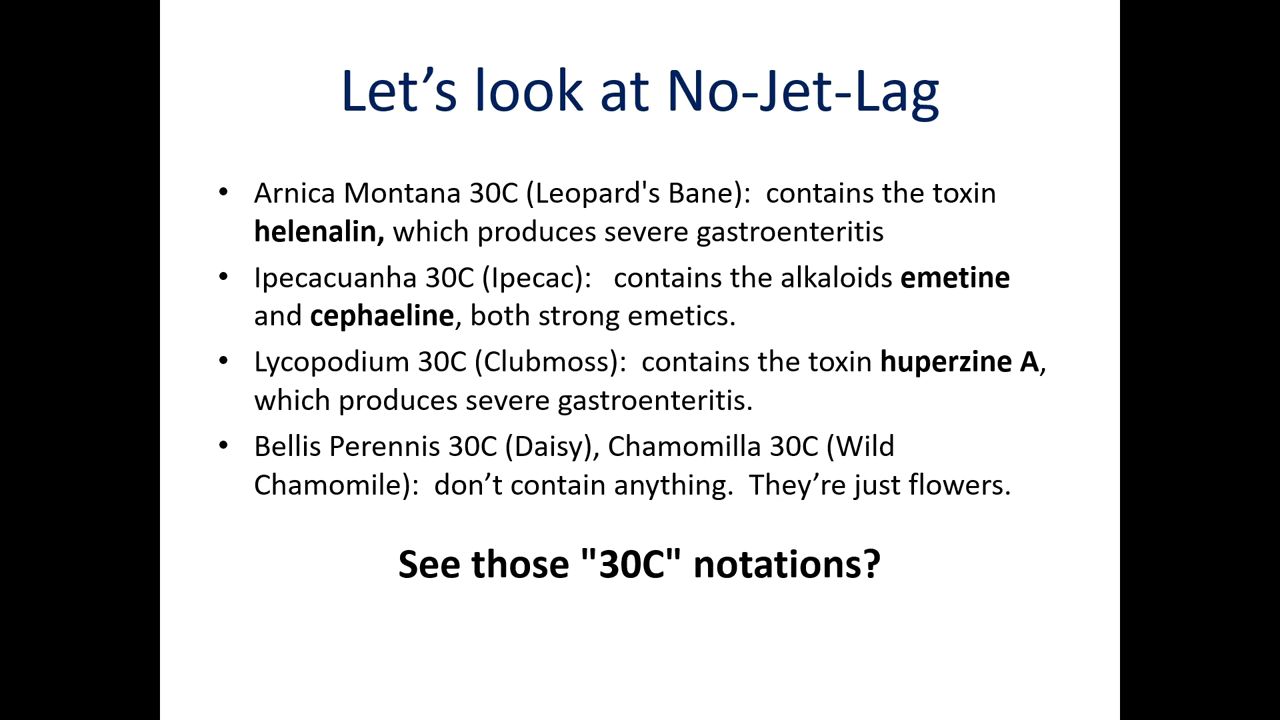 Let’s look at No-Jet-Lag
• Arnica Montana 30C (Leopard's Bane):  contains the toxin
helenalin, which produces severe gastroenteritis
• Ipecacuanha 30C (Ipecac):   contains the alkaloids emetine
and cephaeline, both strong emetics.
• Lycopodium 30C (Clubmoss):  contains the toxin huperzine A,
which produces severe gastroenteritis.
• Bellis Perennis 30C (Daisy), Chamomilla 30C (Wild
Chamomile):  don’t contain anything.  They’re just flowers.
See those "30C" notations?